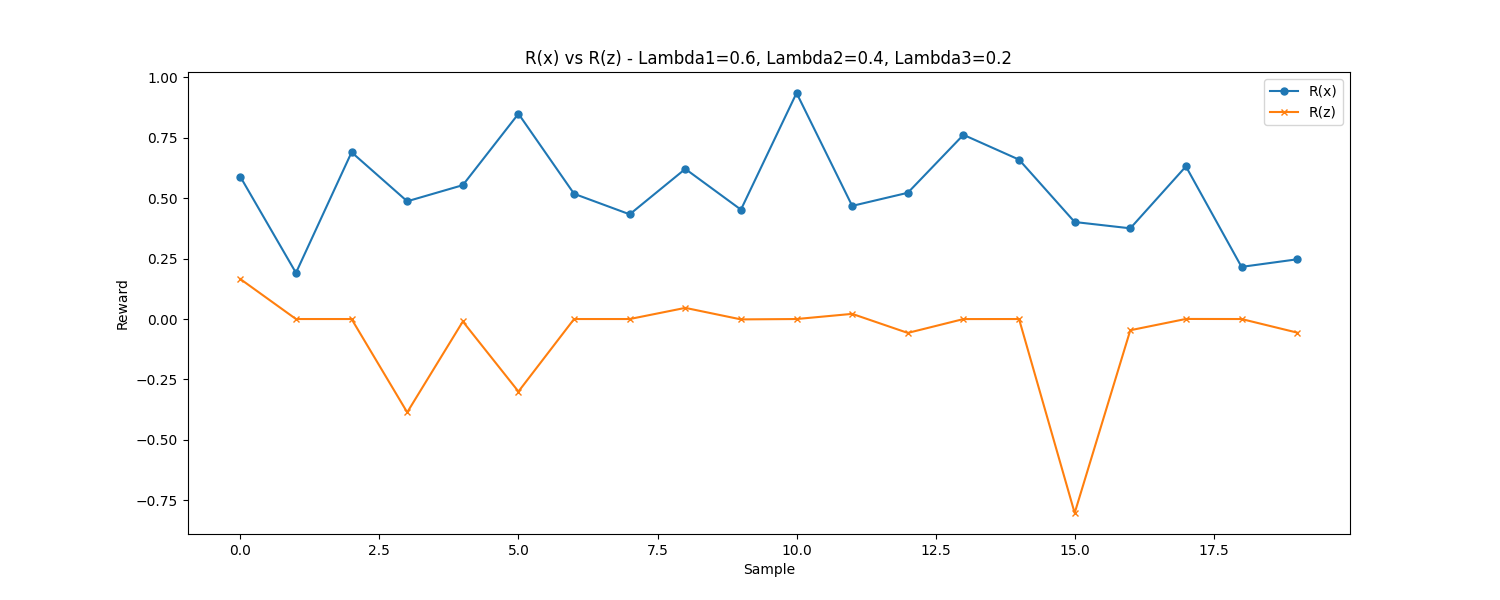 R(x) vs R(z) - Lambda1=0.6, Lambda2=0.4, Lambda3=0.2
R(x)
R(z)
Reward
1.00
0.75
0.50
0.25
0.00
−0.25
−0.50
−0.75
0.0 2.5 5.0 7.5 10.0 12.5 15.0 17.5
Sample